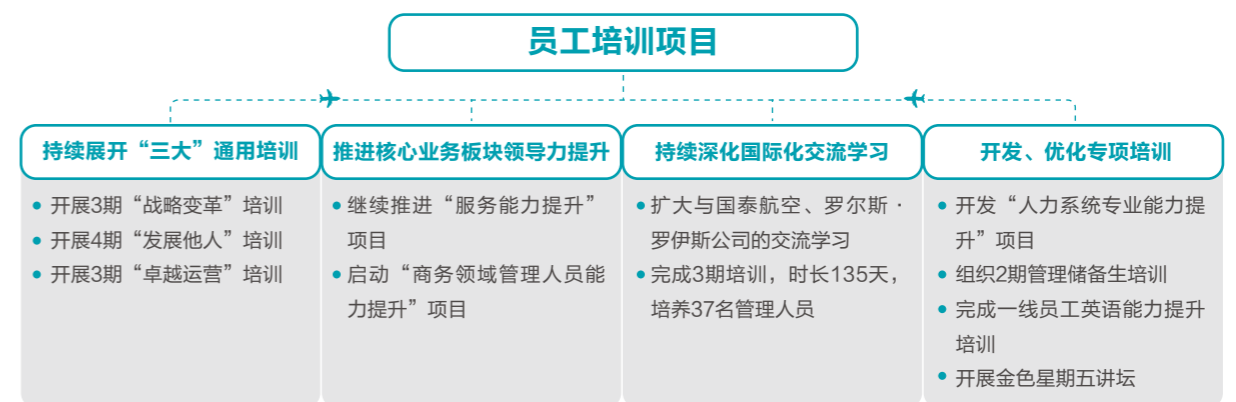 员工培训项目
持续展开“三大”通用培训
• 开展3期“战略变革”培训
• 开展4期“发展他人”培训
• 开展3期“卓越运营”培训
推进核心业务板块领导力提升
• 继续推进“服务能力提升”
项目
• 启动“商务领域管理人员能
力提升”项目
持续深化国际化交流学习
• 扩大与国泰航空、罗尔斯·
罗伊斯公司的交流学习
• 完成3期培训，时长135天，
培养37名管理人员
开发、优化专项培训
• 开发“人力系统专业能力提
升”项目
• 组织2期管理储备生培训
• 完成一线员工英语能力提升
培训
• 开展金色星期五讲坛